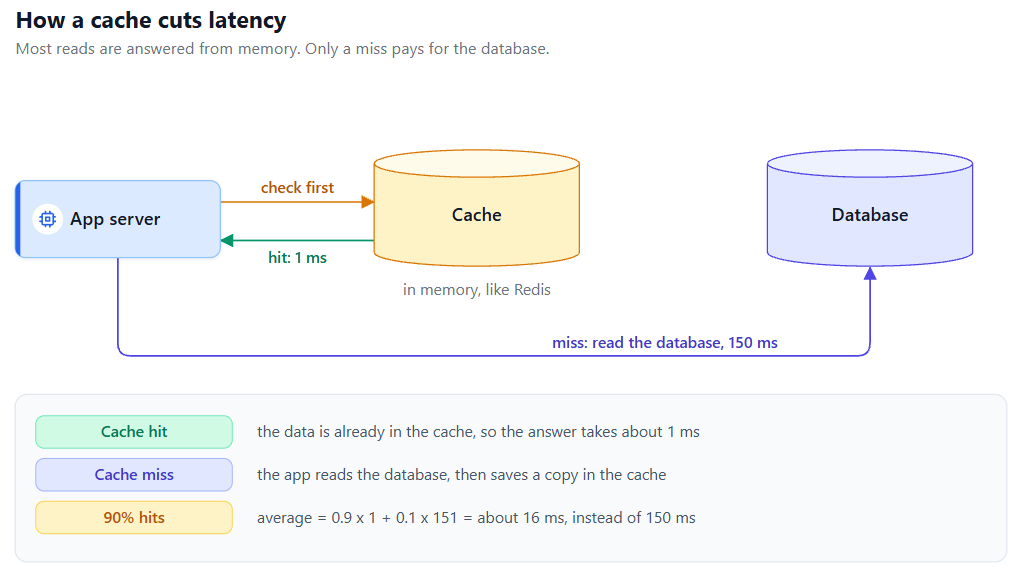 How a cache cuts latency
Most reads are answered from memory. Only a miss pays for the database.
check first
App server
Cache
Database
hit: 1 ms
in memory, like Redis
miss: read the database, 150 ms
Cache hit
the data is already in the cache, so the answer takes about 1 ms
Cache miss
the app reads the database, then saves a copy in the cache
90% hits
average = 0.9 x 1 + 0.1 x 151 = about 16 ms, instead of 150 ms